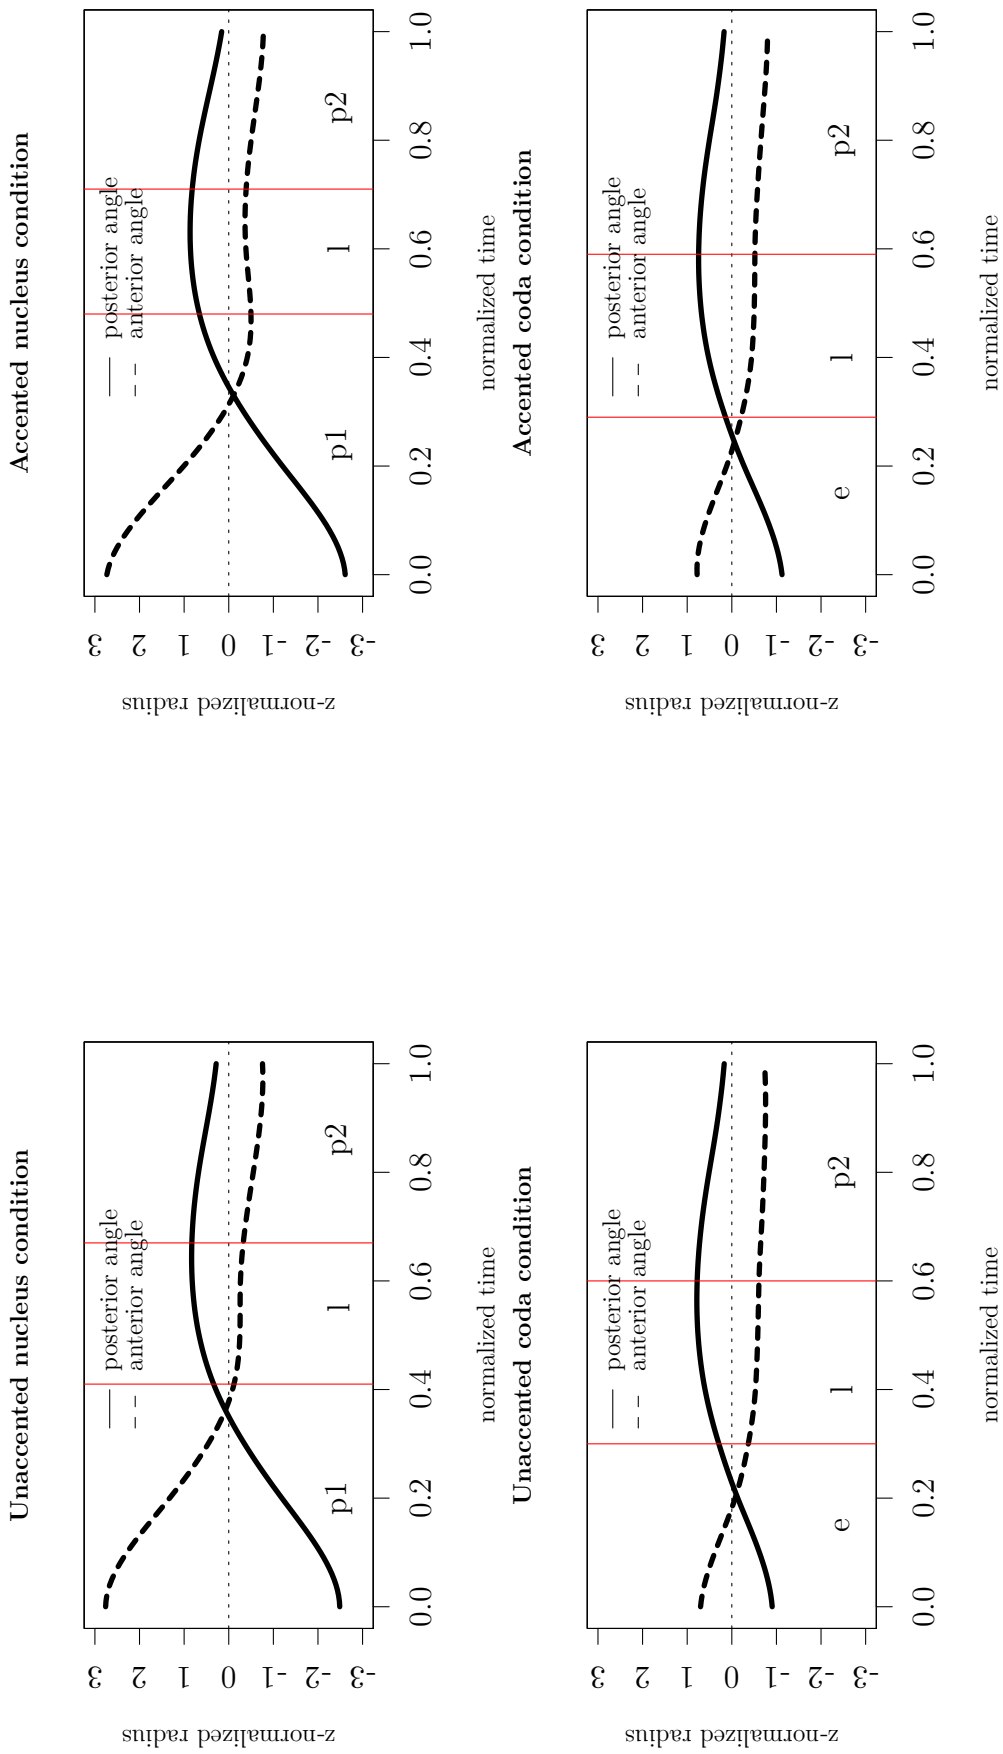 Unaccented nucleus condition
posterior angle
anterior angle
p1
l
p2
3
2
1
0
-1
-2
-3
z-normalized radius
0.0
0.2
0.4
0.6
0.8
1.0
normalized time
Accented nucleus condition
posterior angle
anterior angle
p1
l
p2
3
2
1
0
-1
-2
-3
z-normalized radius
0.0
0.2
0.4
0.6
0.8
1.0
normalized time
Unaccented coda condition
posterior angle
anterior angle
e
l
p2
3
2
1
0
-1
-2
-3
z-normalized radius
0.0
0.2
0.4
0.6
0.8
1.0
normalized time
Accented coda condition
posterior angle
anterior angle
e
l
p2
3
2
1
0
-1
-2
-3
z-normalized radius
0.0
0.2
0.4
0.6
0.8
1.0
normalized time